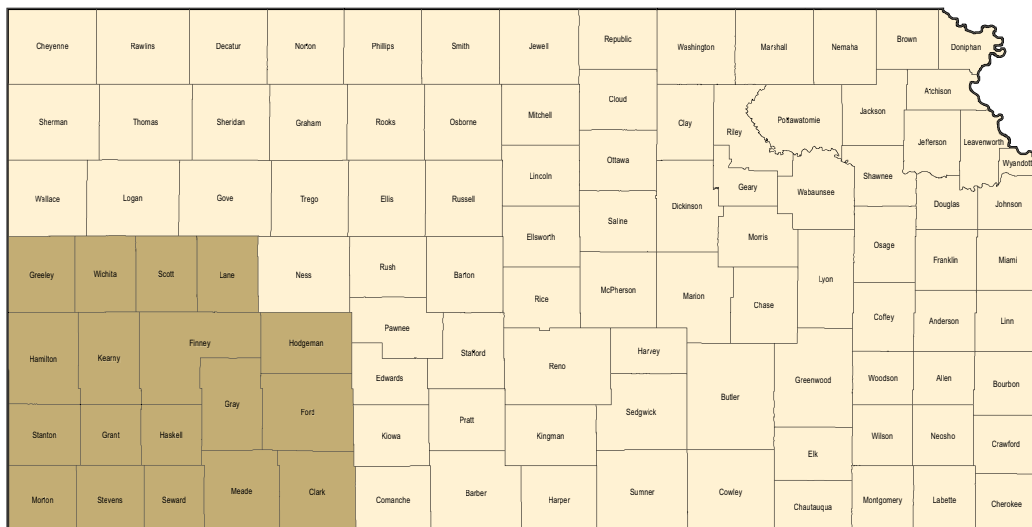 Cheyenne
Rawlins
Decatur
Norton
Phillips
Smith
Jewell
Republic
Washington
Marshall
Nemaha
Brown
Doniphan
Sherman
Thomas
Sheridan
Graham
Rooks
Osborne
Mitchell
Cloud
Clay
Riley
Pottawatomie
Jackson
Atchison
Jefferson
Leavenworth
Wyandott
Wallace
Logan
Gove
Trego
Ellis
Russell
Lincoln
Ottawa
Saline
Dickinson
Geary
Wabaunsee
Shawnee
Douglas
Johnson
Greeley
Wichita
Scott
Lane
Ness
Rush
Barton
Ellsworth
Rice
McPherson
Marion
Morris
Chase
Lyon
Osage
Franklin
Miami
Hamilton
Kearny
Finney
Hodgeman
Pawnee
Edwards
Stafford
Reno
Harvey
Butler
Greenwood
Coffey
Anderson
Linn
Gray
Ford
Kiowa
Pratt
Kingman
Sedgwick
Woodson
Allen
Bourbon
Stanton
Grant
Haskell
Elk
Wilson
Neosho
Crawford
Morton
Stevens
Seward
Meade
Clark
Comanche
Barber
Harper
Sumner
Cowley
Chautauqua
Montgomery
Labette
Cherokee